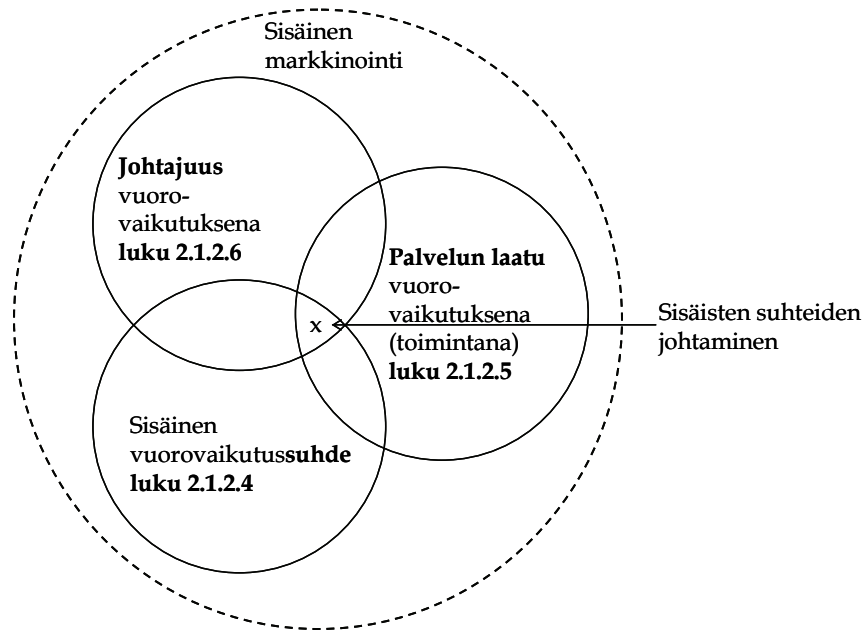 Sisäinen
markkinointi
Johtajuus
vuoro-
vaikutuksena
luku 2.1.2.6
Palvelun laatu
vuoro-
vaikutuksena
(toimintana)
luku 2.1.2.5
x
Sisäisten suhteiden
johtaminen
Sisäinen
vuorovaikutussuhde
luku 2.1.2.4